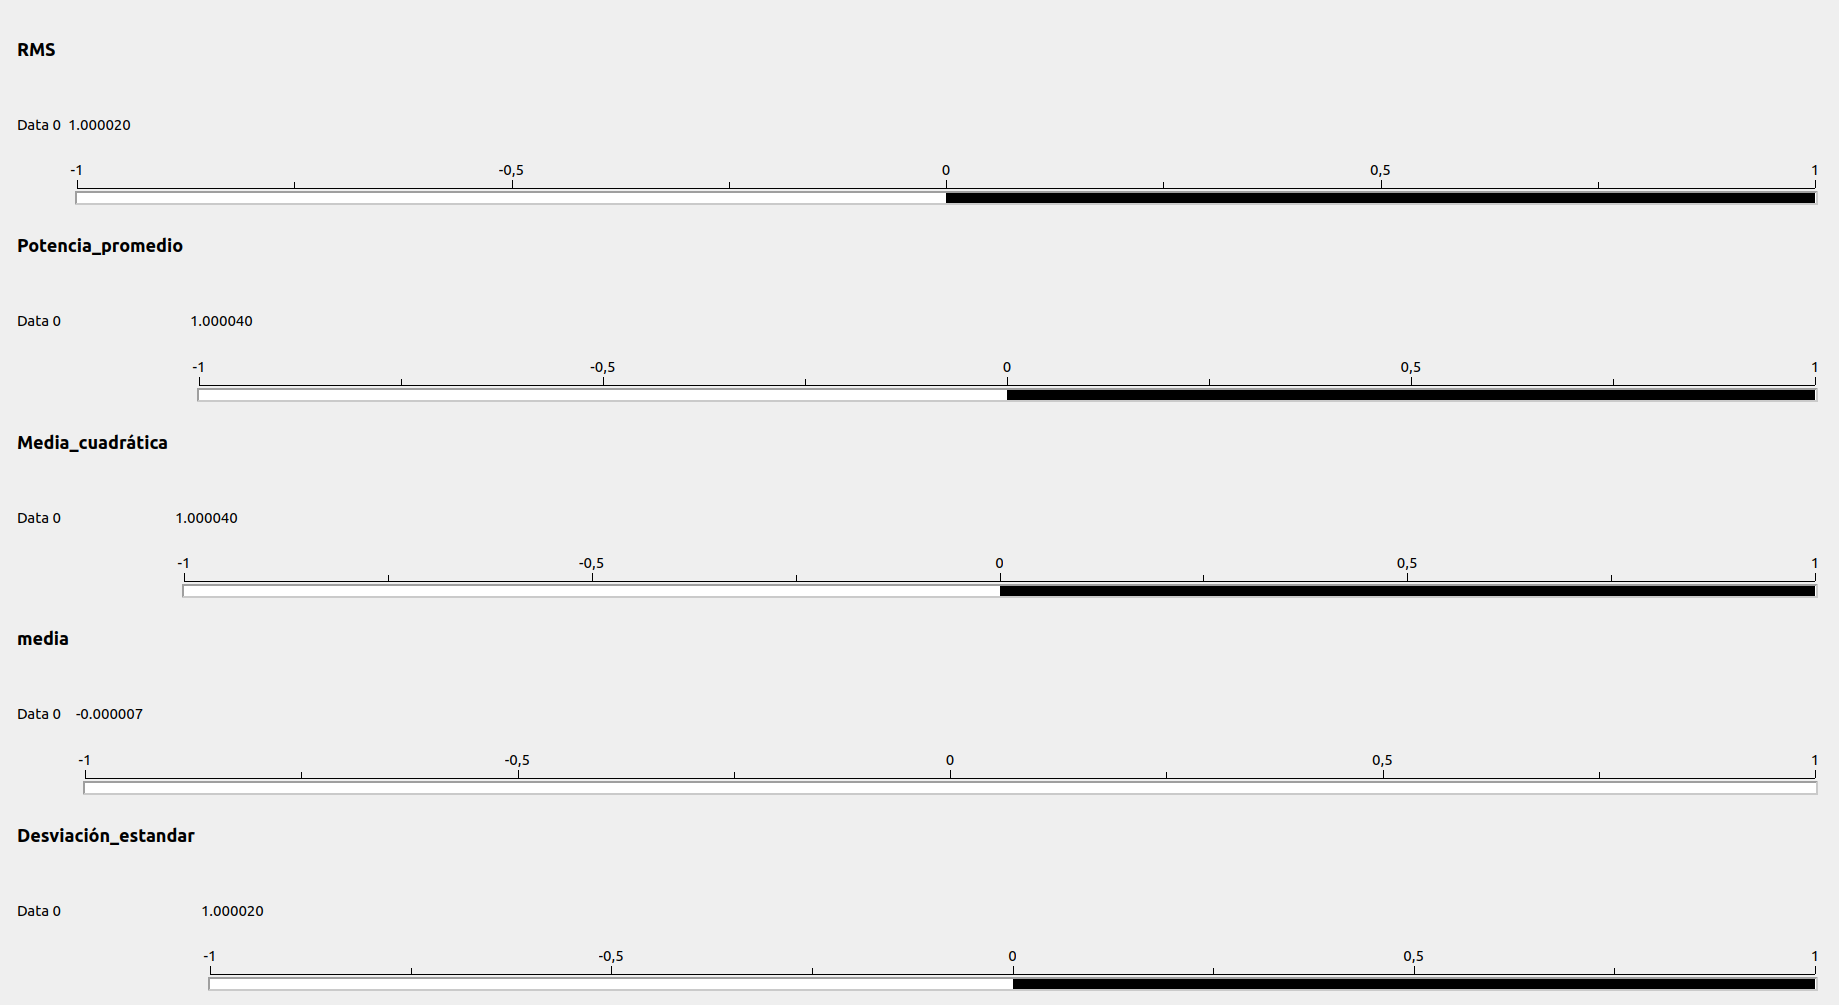 RMS
Data 0 1.000020
-1 -0,5 0 0,5 1
Potencia_promedio
Data 0 1.000040
-1 -0,5 0 0,5 1
Media_cuadrática
Data 0 1.000040
-1 -0,5 0 0,5 1
media
Data 0 -0.000007
-1 -0,5 0 0,5 1
Desviación_estandar
Data 0 1.000020
-1 -0,5 0 0,5 1